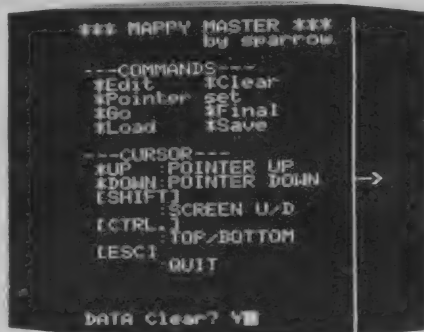 *** MAPPY MASTER ***
by sparrow
---COMMANDS---
*Edit *Clear
*Pointer set
*Go *Final
*Load *Save
---CURSOR---
*UP :POINTER UP
*DOWN:POINTER DOWN
[SHIFT]
:SCREEN U/D
[CTRL.]
:TOP/BOTTOM
[ESC]
QUIT
DATA Clear? Y